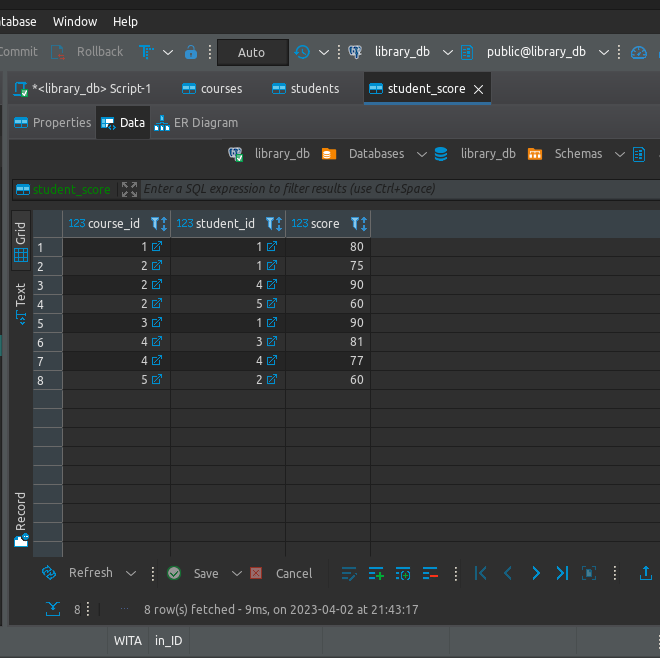 atabase Window Help
Commit Rollback Auto library_db public@library_db
*<library_db> Script-1 courses students student_score
Properties Data ER Diagram
library_db Databases library_db Schemas
student_score Enter a SQL expression to filter results (use Ctrl+Space)
Grid
Text
Record
123 course_id 123 student_id 123 score
1 1 1 80
2 2 1 75
3 2 4 90
4 2 5 60
5 3 1 90
6 4 3 81
7 4 4 77
8 5 2 60
Refresh Save Cancel
8 8 row(s) fetched - 9ms, on 2023-04-02 at 21:43:17
WITA in_ID